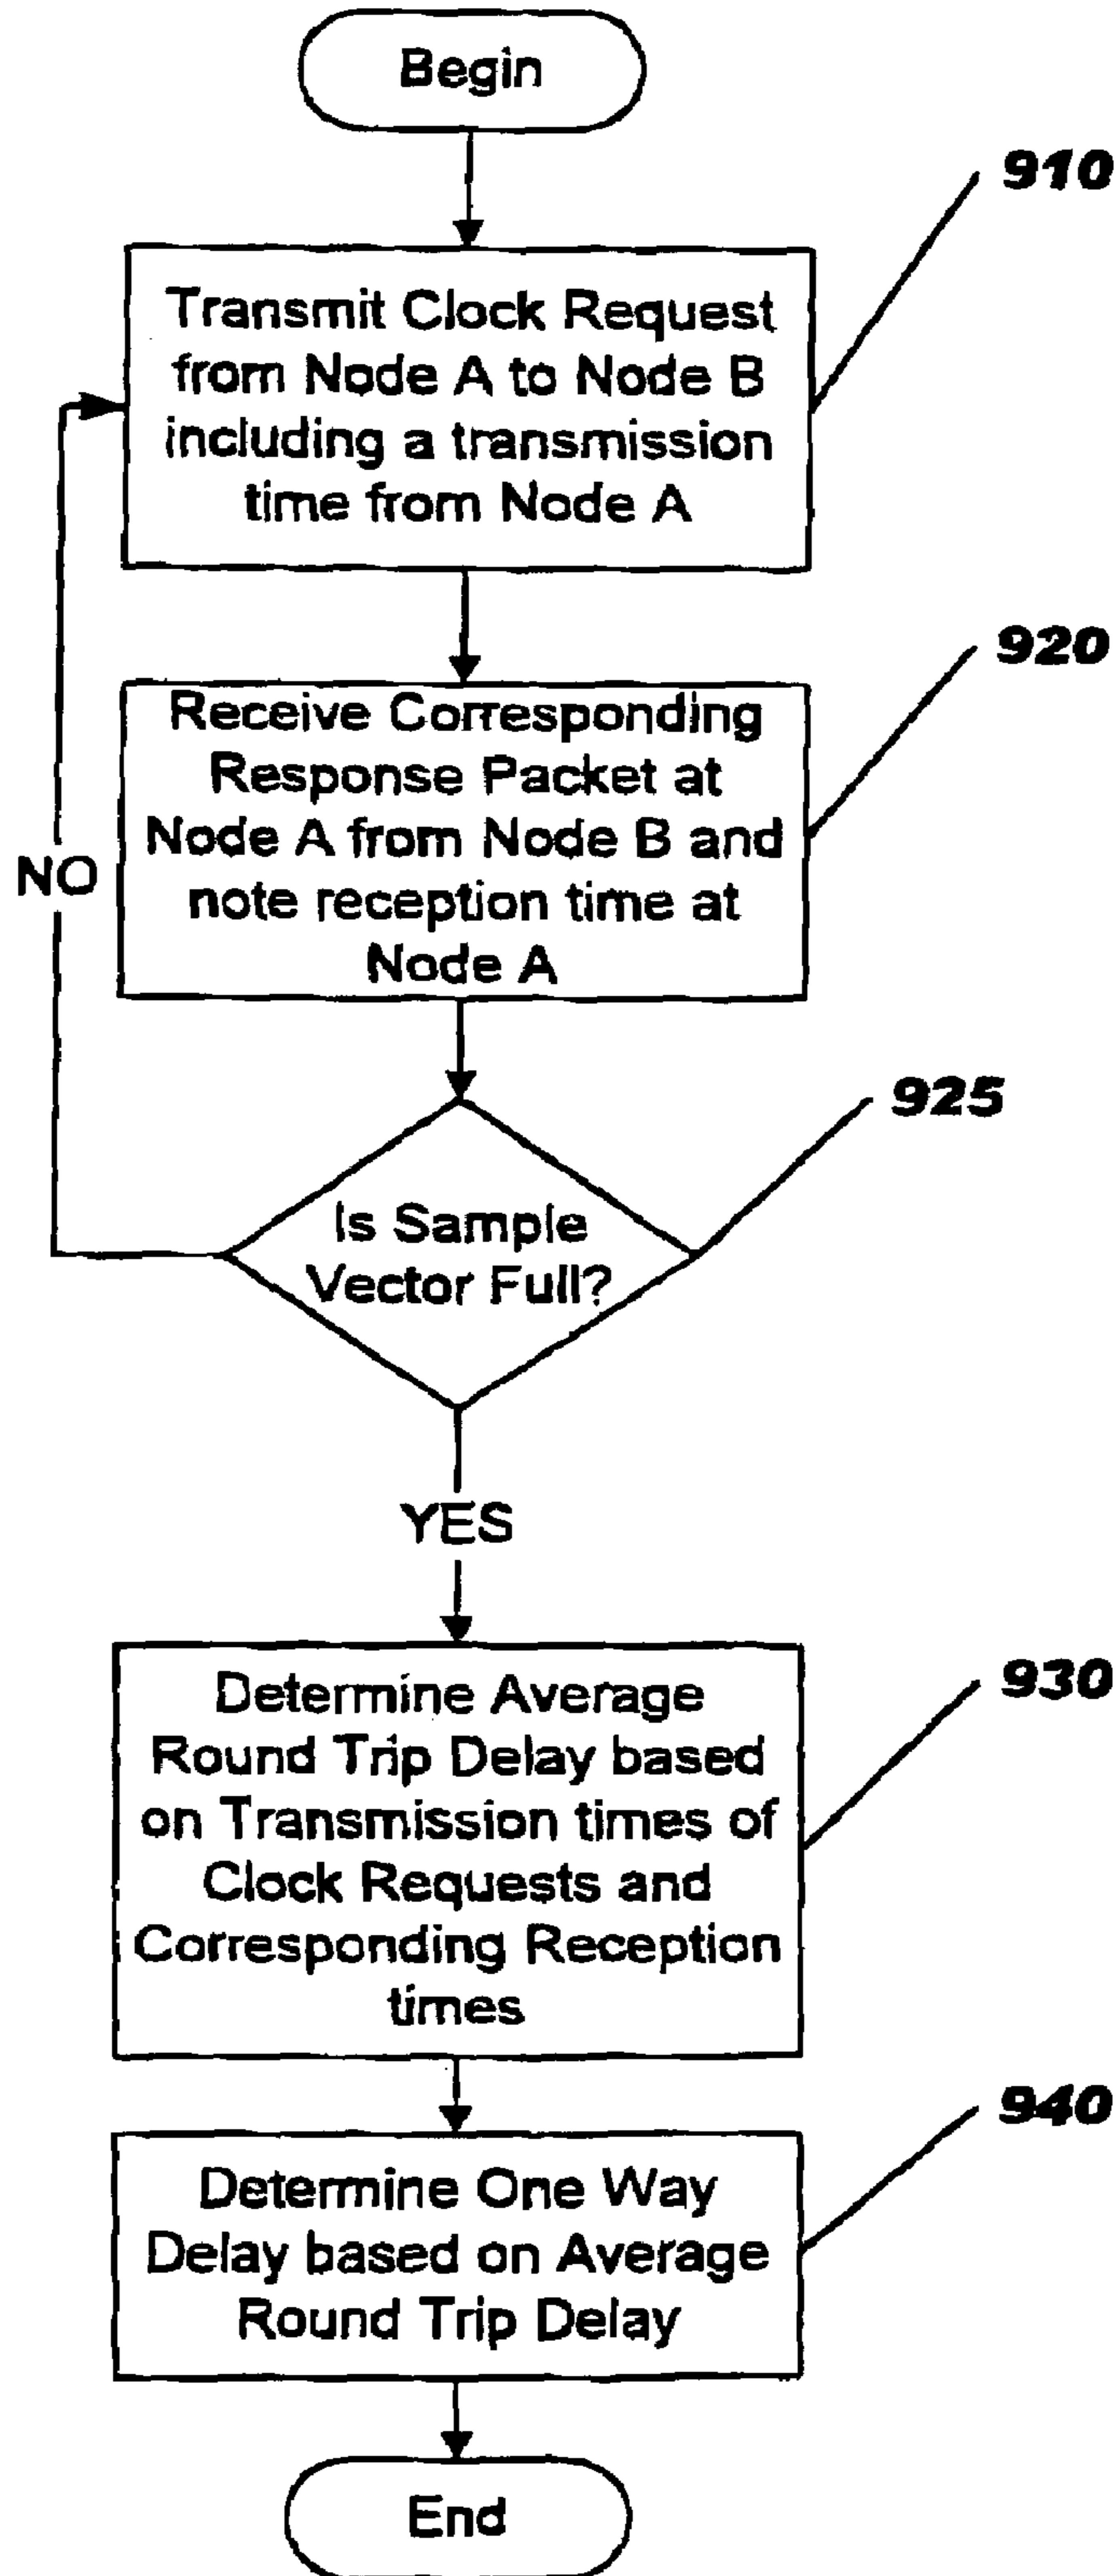 Begin
910
Transmit Clock Request
from Node A to Node B
including a transmission
time from Node A
920
Receive Corresponding
Response Packet at
Node A from Node B and
note reception time at
Node A
NO
925
Is Sample
Vector Full?
YES
930
Determine Average
Round Trip Delay based
on Transmission times of
Clock Requests and
Corresponding Reception
times
940
Determine One Way
Delay based on Average
Round Trip Delay
End